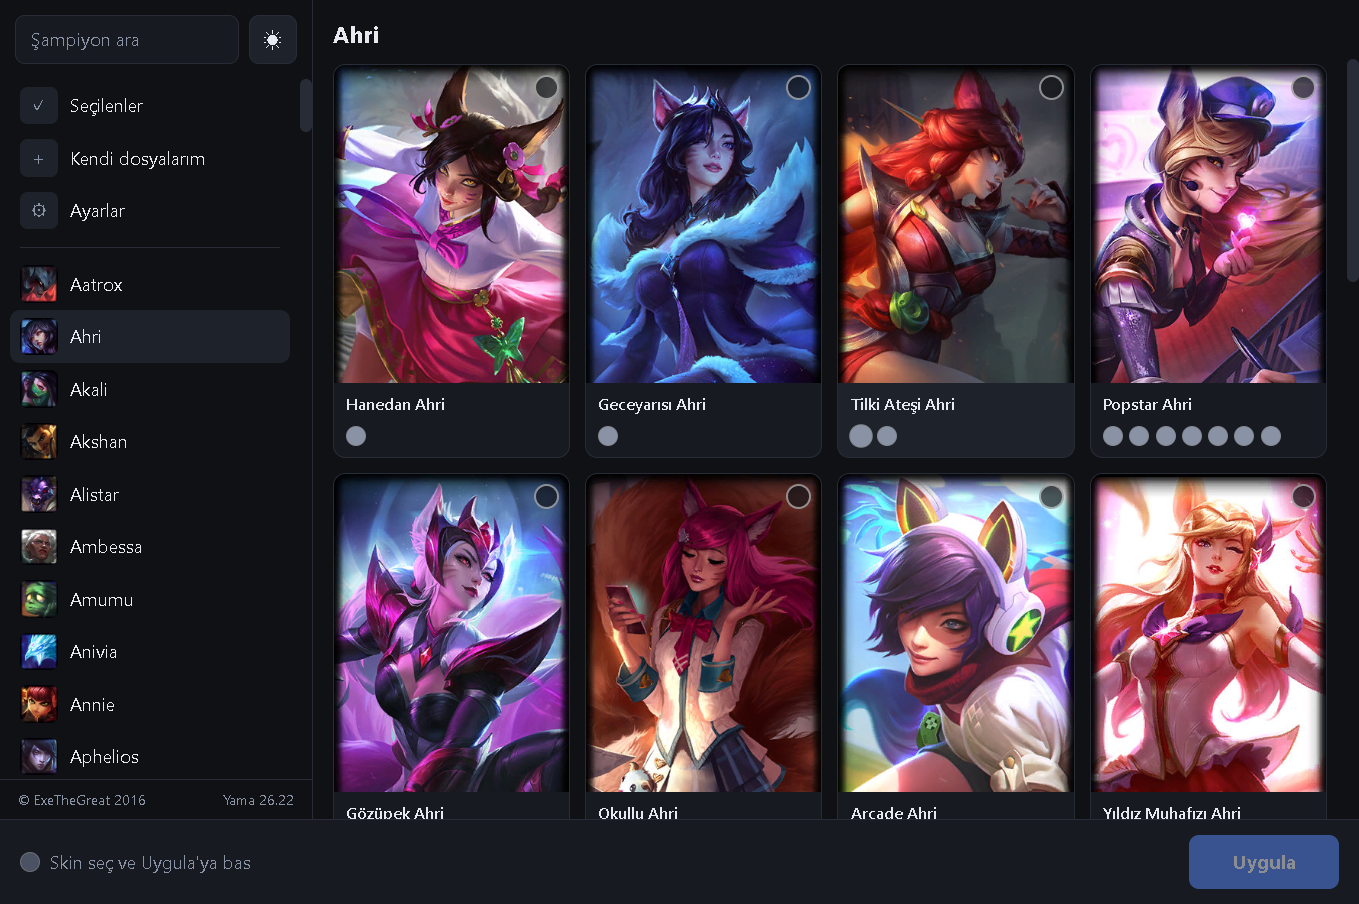 Şampiyon ara
Seçilenler
Kendi dosyalarım
Ayarlar
Aatrox
Ahri
Akali
Akshan
Alistar
Ambessa
Amumu
Anivia
Annie
Aphelios
© ExeTheGreat 2016
Yama 26.22
Ahri
Hanedan Ahri
Geceyarısı Ahri
Tilki Ateşi Ahri
Popstar Ahri
Gözüpek Ahri
Okullu Ahri
Arcade Ahri
Yıldız Muhafızı Ahri
Skin seç ve Uygula'ya bas
Uygula